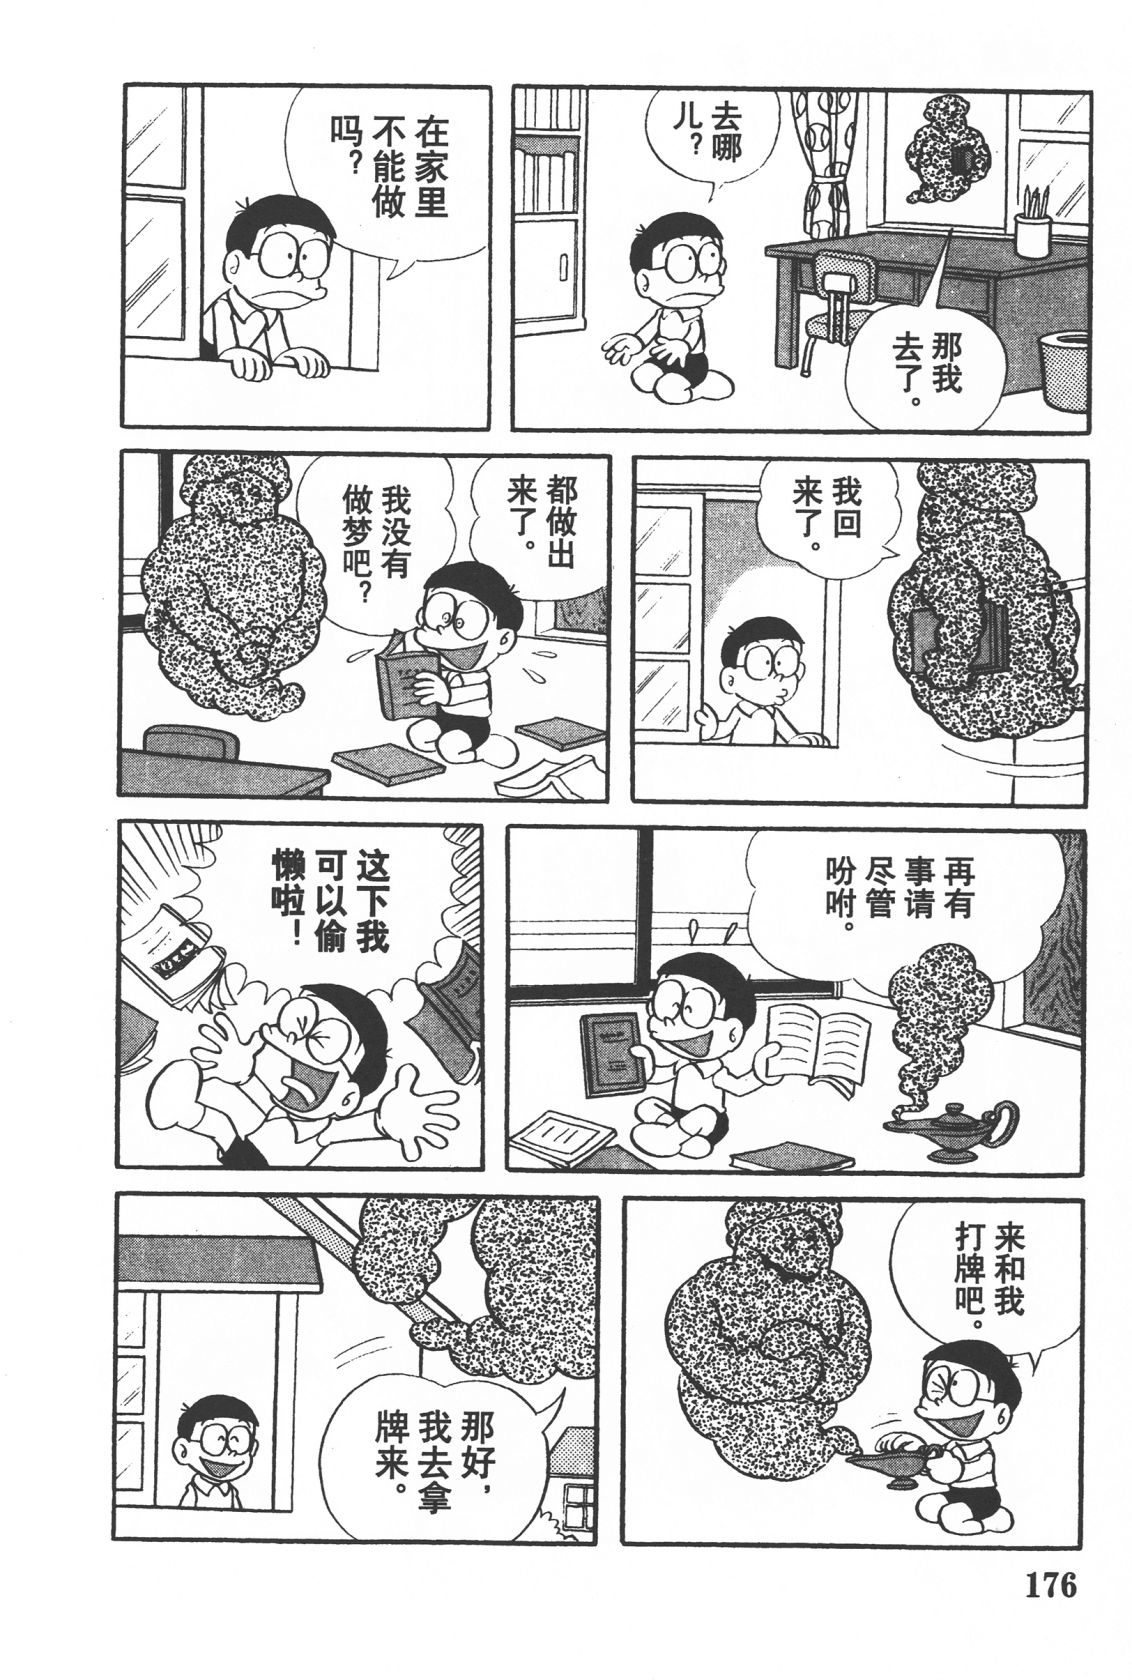 那我
去了。
去哪
儿？
在家里
不能做
吗？
我回
来了。
都做出
来了。
我没有
做梦吧？
再有
事请
尽管
吩咐。
这下我
可以偷
懒啦！
来和我
打牌吧。
那好，
我去拿
牌来。
176